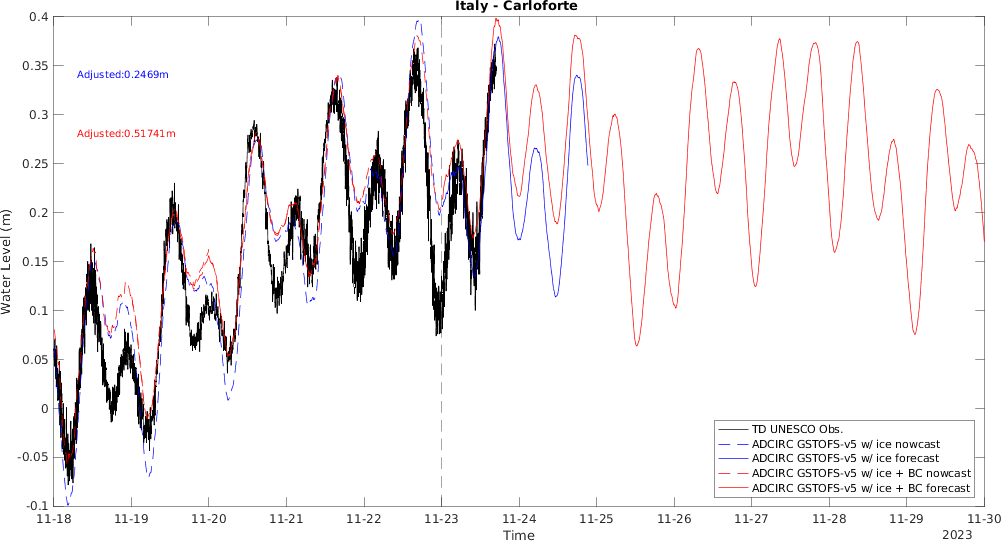 Italy - Carloforte
Water Level (m)
0.4
0.35
0.3
0.25
0.2
0.15
0.1
0.05
0
-0.05
-0.1
Adjusted:0.2469m
Adjusted:0.51741m
TD UNESCO Obs.
ADCIRC GSTOFS-v5 w/ ice nowcast
ADCIRC GSTOFS-v5 w/ ice forecast
ADCIRC GSTOFS-v5 w/ ice + BC nowcast
ADCIRC GSTOFS-v5 w/ ice + BC forecast
11-18 11-19 11-20 11-21 11-22 11-23 11-24 11-25 11-26 11-27 11-28 11-29 11-30
Time
2023